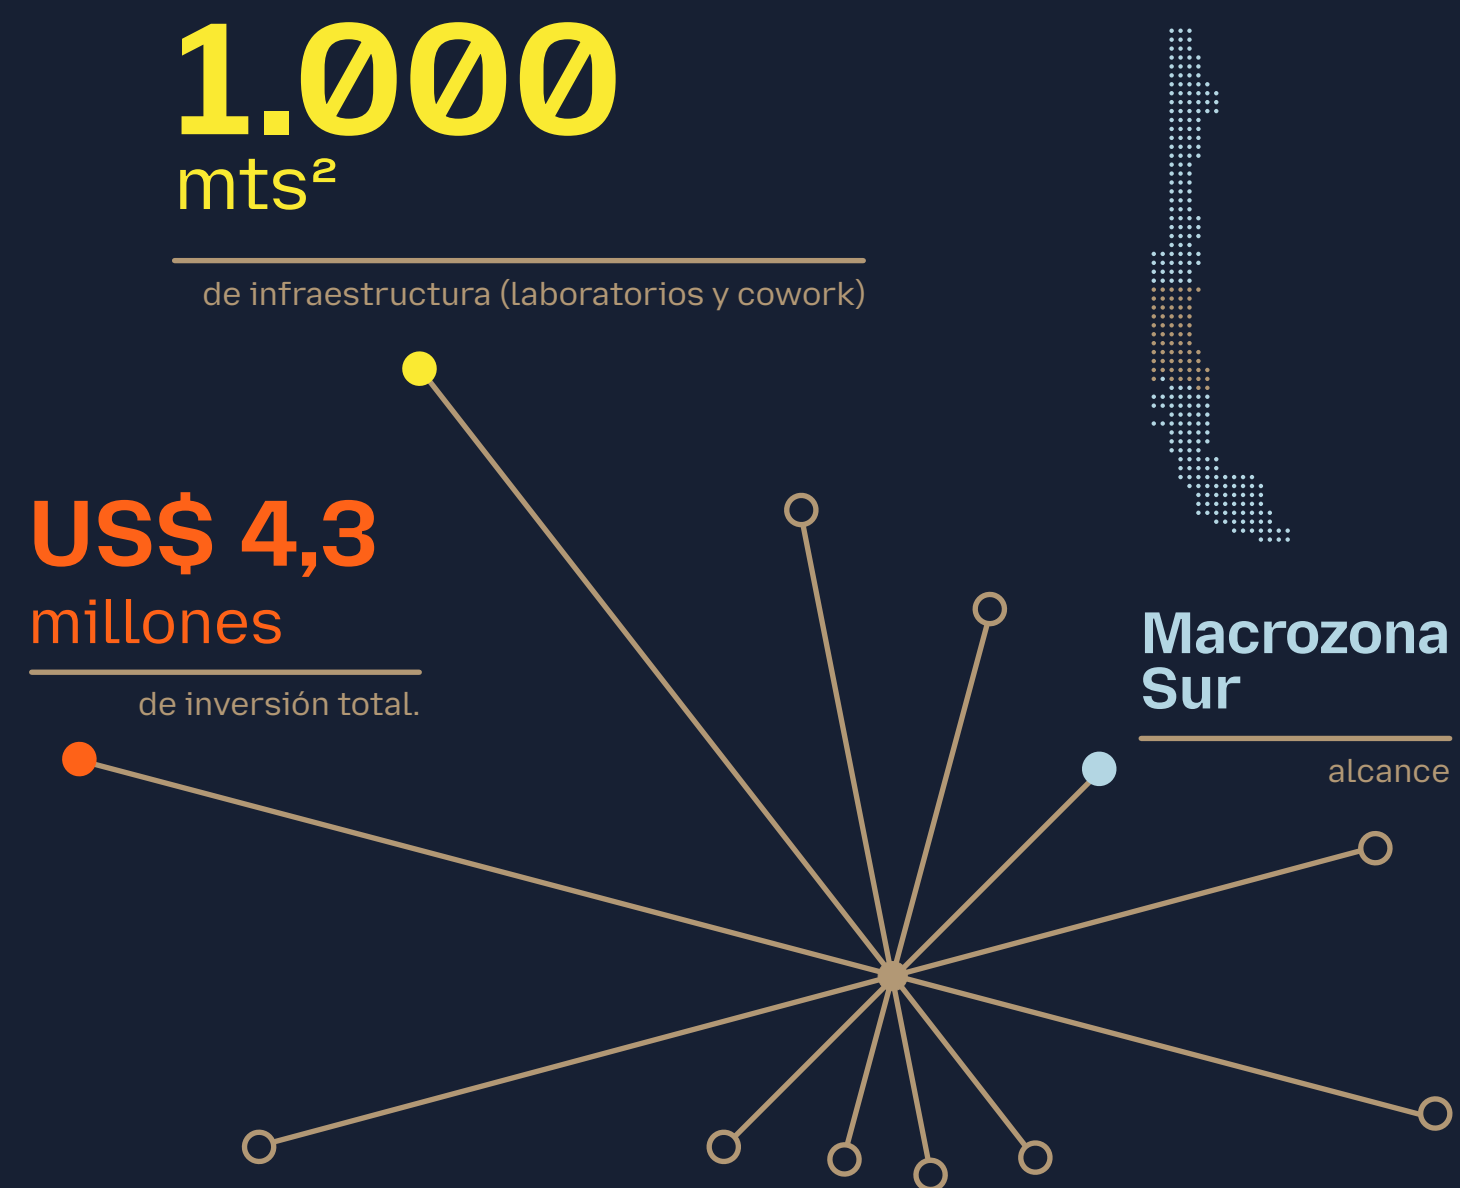 1.000
mts²
de infraestructura (laboratorios y cowork)
US$ 4,3
millones
de inversión total.
Macrozona
Sur
alcance